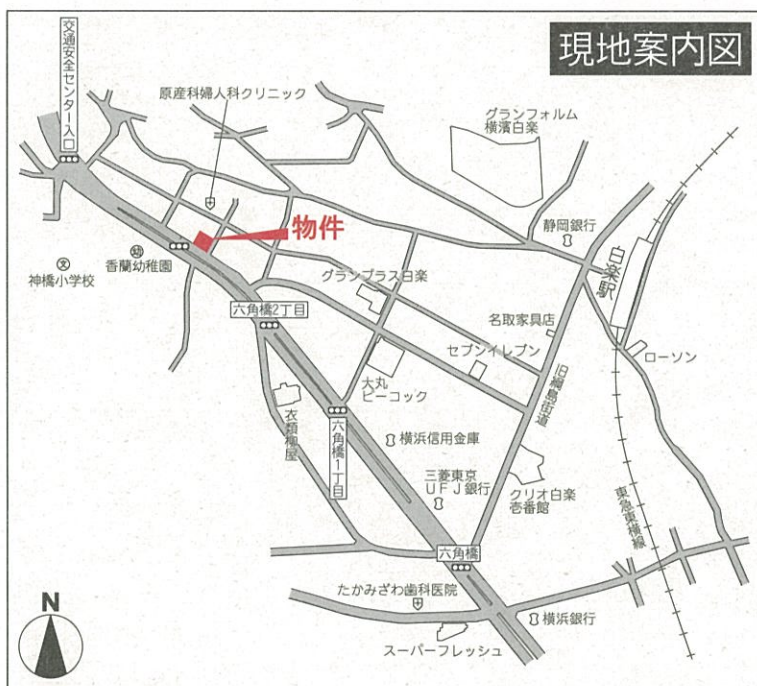 現地案内図
交通安全センター入口
原産科婦人科クリニック
グランフォルム
横濱白楽
静岡銀行
白楽駅
物件
幼
香蘭幼稚園
文
神橋小学校
グランプラス白楽
六角橋2丁目
名取家具店
セブンイレブン
ローソン
大丸
ピーコック
旧綱島街道
衣類柳屋
六角橋1丁目
横浜信用金庫
三菱東京
UFJ銀行
クリオ白楽
壱番館
東急東横線
六角橋
たかみざわ歯科医院
横浜銀行
スーパーフレッシュ
N